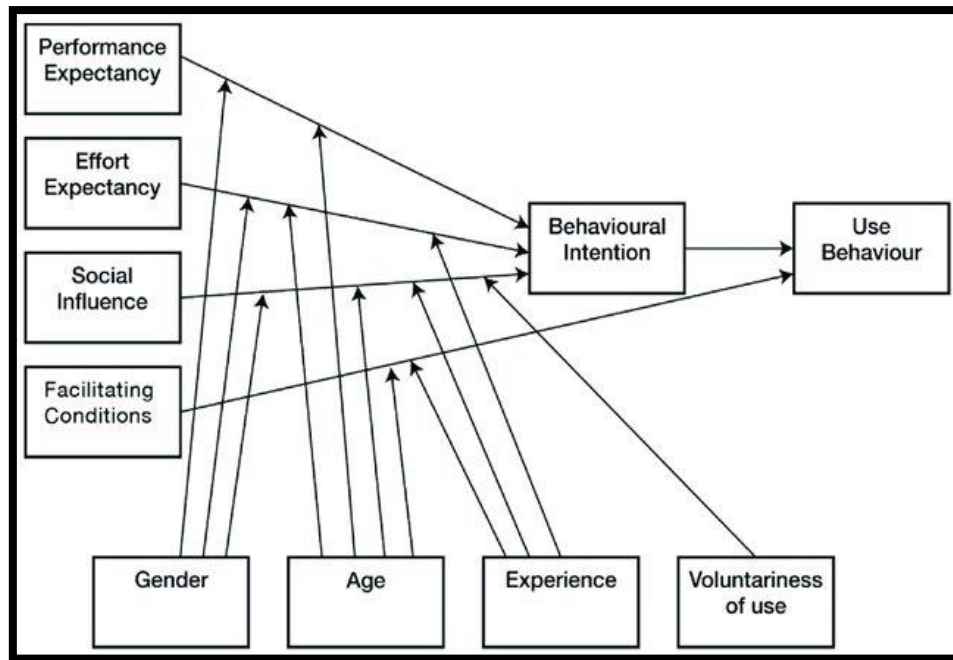 Performance
Expectancy
Effort
Expectancy
Social
Influence
Facilitating
Conditions
Behavioural
Intention
Use
Behaviour
Gender
Age
Experience
Voluntariness
of use